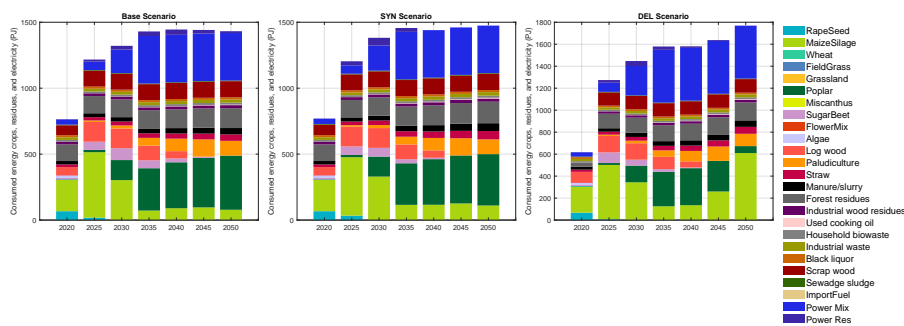 Base Scenario
Consumed energy crops, residues, and electricity (PJ)
1500
1000
500
0
2020 2025 2030 2035 2040 2045 2050
SYN Scenario
Consumed energy crops, residues, and electricity (PJ)
1500
1000
500
0
2020 2025 2030 2035 2040 2045 2050
DEL Scenario
Consumed energy crops, residues, and electricity (PJ)
1800
1600
1400
1200
1000
800
600
400
200
0
2020 2025 2030 2035 2040 2045 2050
RapeSeed
MaizeSilage
Wheat
FieldGrass
Grassland
Poplar
Miscanthus
SugarBeet
FlowerMix
Algae
Log wood
Paludiculture
Straw
Manure/slurry
Forest residues
Industrial wood residues
Used cooking oil
Household biowaste
Industrial waste
Black liquor
Scrap wood
Sewadge sludge
ImportFuel
Power Mix
Power Res